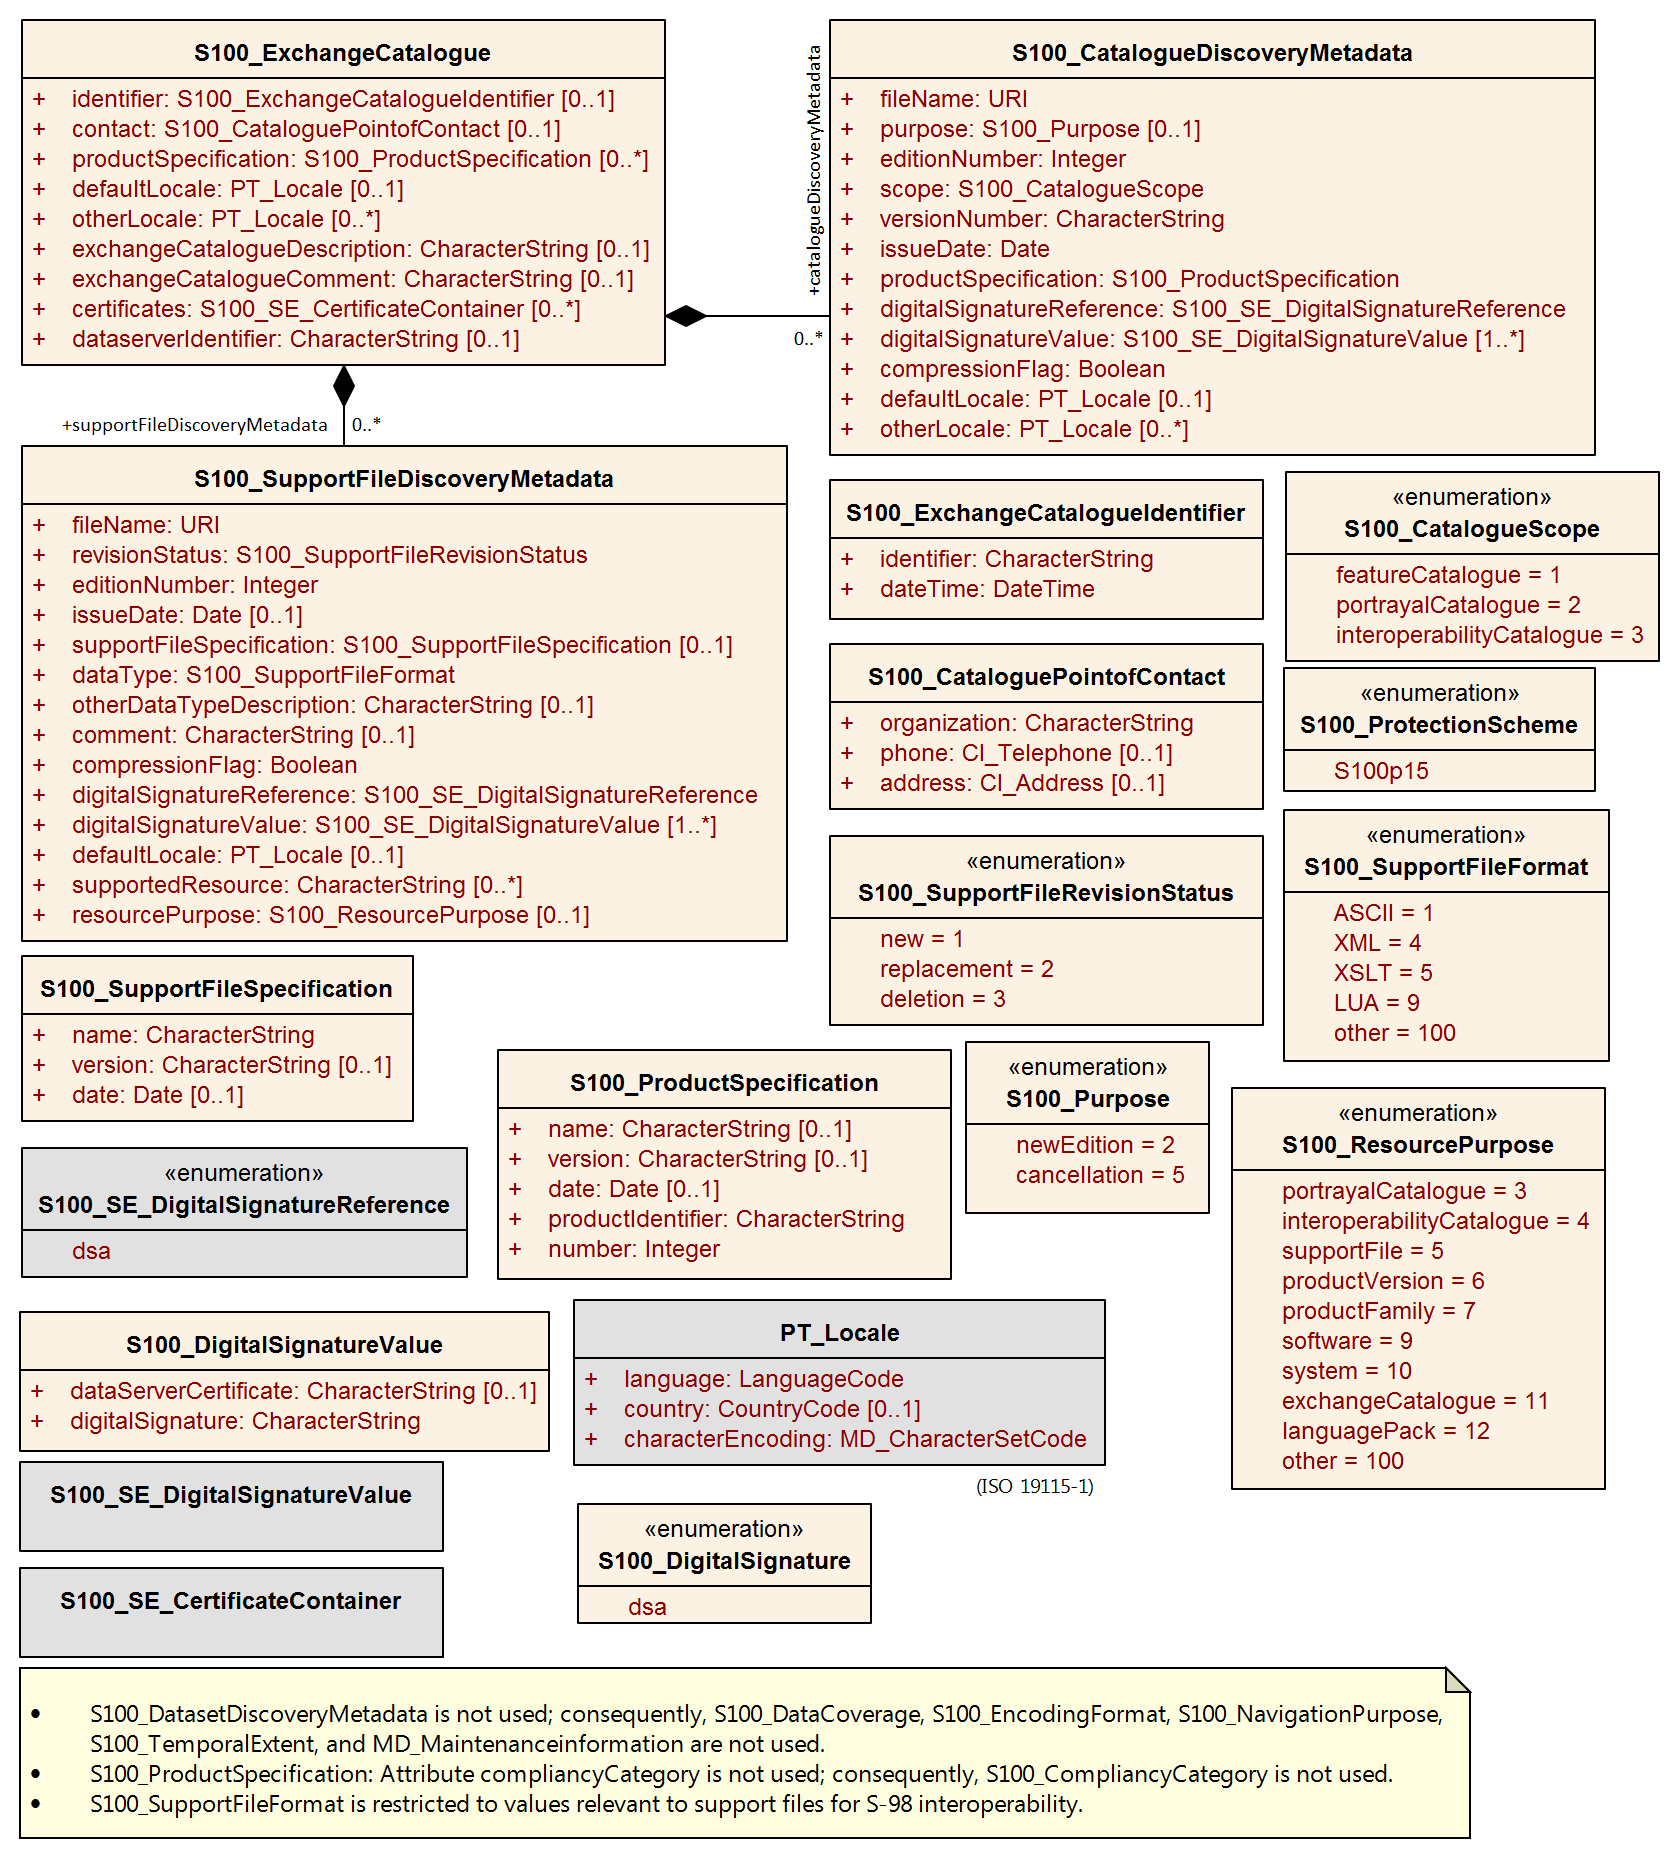 S100_ExchangeCatalogue
+ identifier: S100_ExchangeCatalogueIdentifier [0..1]
+ contact: S100_CataloguePointofContact [0..1]
+ productSpecification: S100_ProductSpecification [0..*]
+ defaultLocale: PT_Locale [0..1]
+ otherLocale: PT_Locale [0..*]
+ exchangeCatalogueDescription: CharacterString [0..1]
+ exchangeCatalogueComment: CharacterString [0..1]
+ certificates: S100_SE_CertificateContainer [0..*]
+ dataserverIdentifier: CharacterString [0..1]
+catalogueDiscoveryMetadata
0..*
S100_CatalogueDiscoveryMetadata
+ fileName: URI
+ purpose: S100_Purpose [0..1]
+ editionNumber: Integer
+ scope: S100_CatalogueScope
+ versionNumber: CharacterString
+ issueDate: Date
+ productSpecification: S100_ProductSpecification
+ digitalSignatureReference: S100_SE_DigitalSignatureReference
+ digitalSignatureValue: S100_SE_DigitalSignatureValue [1..*]
+ compressionFlag: Boolean
+ defaultLocale: PT_Locale [0..1]
+ otherLocale: PT_Locale [0..*]
+supportFileDiscoveryMetadata 0..*
S100_SupportFileDiscoveryMetadata
+ fileName: URI
+ revisionStatus: S100_SupportFileRevisionStatus
+ editionNumber: Integer
+ issueDate: Date [0..1]
+ supportFileSpecification: S100_SupportFileSpecification [0..1]
+ dataType: S100_SupportFileFormat
+ otherDataTypeDescription: CharacterString [0..1]
+ comment: CharacterString [0..1]
+ compressionFlag: Boolean
+ digitalSignatureReference: S100_SE_DigitalSignatureReference
+ digitalSignatureValue: S100_SE_DigitalSignatureValue [1..*]
+ defaultLocale: PT_Locale [0..1]
+ supportedResource: CharacterString [0..*]
+ resourcePurpose: S100_ResourcePurpose [0..1]
S100_ExchangeCatalogueIdentifier
+ identifier: CharacterString
+ dateTime: DateTime
«enumeration»
S100_CatalogueScope
featureCatalogue = 1
portrayalCatalogue = 2
interoperabilityCatalogue = 3
S100_CataloguePointofContact
+ organization: CharacterString
+ phone: CI_Telephone [0..1]
+ address: CI_Address [0..1]
«enumeration»
S100_ProtectionScheme
S100p15
«enumeration»
S100_SupportFileRevisionStatus
new = 1
replacement = 2
deletion = 3
«enumeration»
S100_SupportFileFormat
ASCII = 1
XML = 4
XSLT = 5
LUA = 9
other = 100
S100_SupportFileSpecification
+ name: CharacterString
+ version: CharacterString [0..1]
+ date: Date [0..1]
S100_ProductSpecification
+ name: CharacterString [0..1]
+ version: CharacterString [0..1]
+ date: Date [0..1]
+ productIdentifier: CharacterString
+ number: Integer
«enumeration»
S100_Purpose
newEdition = 2
cancellation = 5
«enumeration»
S100_ResourcePurpose
portrayalCatalogue = 3
interoperabilityCatalogue = 4
supportFile = 5
productVersion = 6
productFamily = 7
software = 9
system = 10
exchangeCatalogue = 11
languagePack = 12
other = 100
«enumeration»
S100_SE_DigitalSignatureReference
dsa
S100_DigitalSignatureValue
+ dataServerCertificate: CharacterString [0..1]
+ digitalSignature: CharacterString
PT_Locale
+ language: LanguageCode
+ country: CountryCode [0..1]
+ characterEncoding: MD_CharacterSetCode
(ISO 19115-1)
S100_SE_DigitalSignatureValue
«enumeration»
S100_DigitalSignature
dsa
S100_SE_CertificateContainer
• S100_DatasetDiscoveryMetadata is not used; consequently, S100_DataCoverage, S100_EncodingFormat, S100_NavigationPurpose,
S100_TemporalExtent, and MD_Maintenanceinformation are not used.
• S100_ProductSpecification: Attribute compliancyCategory is not used; consequently, S100_CompliancyCategory is not used.
• S100_SupportFileFormat is restricted to values relevant to support files for S-98 interoperability.